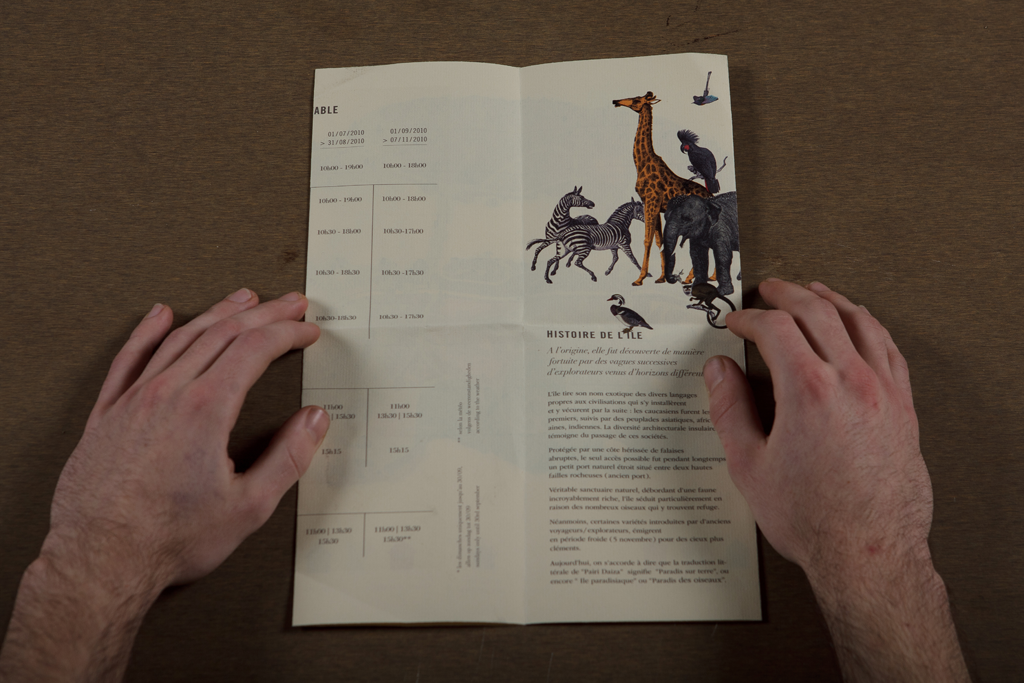 ABLE
01/07/2010
> 31/08/2010
01/09/2010
> 07/11/2010
10h00 - 19h00 10h00 - 18h00
10h00 - 19h00 10h00 - 18h00
10h30 - 18h00 10h30-17h00
10h30 - 18h30 10h30 -17h30
10h30-18h30 10h30 - 17h30
11h00
| 15h30
11h00
13h30 | 15h30
15h15 15h15
11h00 | 13h30
15h30
11h00 | 13h30
15h30**
HISTOIRE DE L'ÎLE
A l'origine, elle fut découverte de manière
fortuite par des vagues successives
d'explorateurs venus d'horizons différen
L'île tire son nom exotique des divers langages
propres aux civilisations qui s'y installèrent
et y vécurent par la suite : les caucasiens furent les
premiers, suivis par des peuplades asiatiques, afric
aines, indiennes. La diversité architecturale insulaire
témoigne du passage de ces sociétés.
Protégée par une côte hérissée de falaises
abruptes, le seul accès possible fut pendant longtemps
un petit port naturel étroit situé entre deux hautes
failles rocheuses (ancien port).
Véritable sanctuaire naturel, débordant d'une faune
incroyablement riche, l'île séduit particulièrement en
raison des nombreux oiseaux qui y trouvent refuge.
Néanmoins, certaines variétés introduites par d'anciens
voyageurs/explorateurs, émigrent
en période froide (3 novembre) pour des cieux plus
cléments.
Aujourd'hui, on s'accorde à dire que la traduction lit
térale de "Pairi Daiza" signifie "Paradis sur terre", ou
encore " Ile paradisiaque" ou "Paradis des oiseaux".